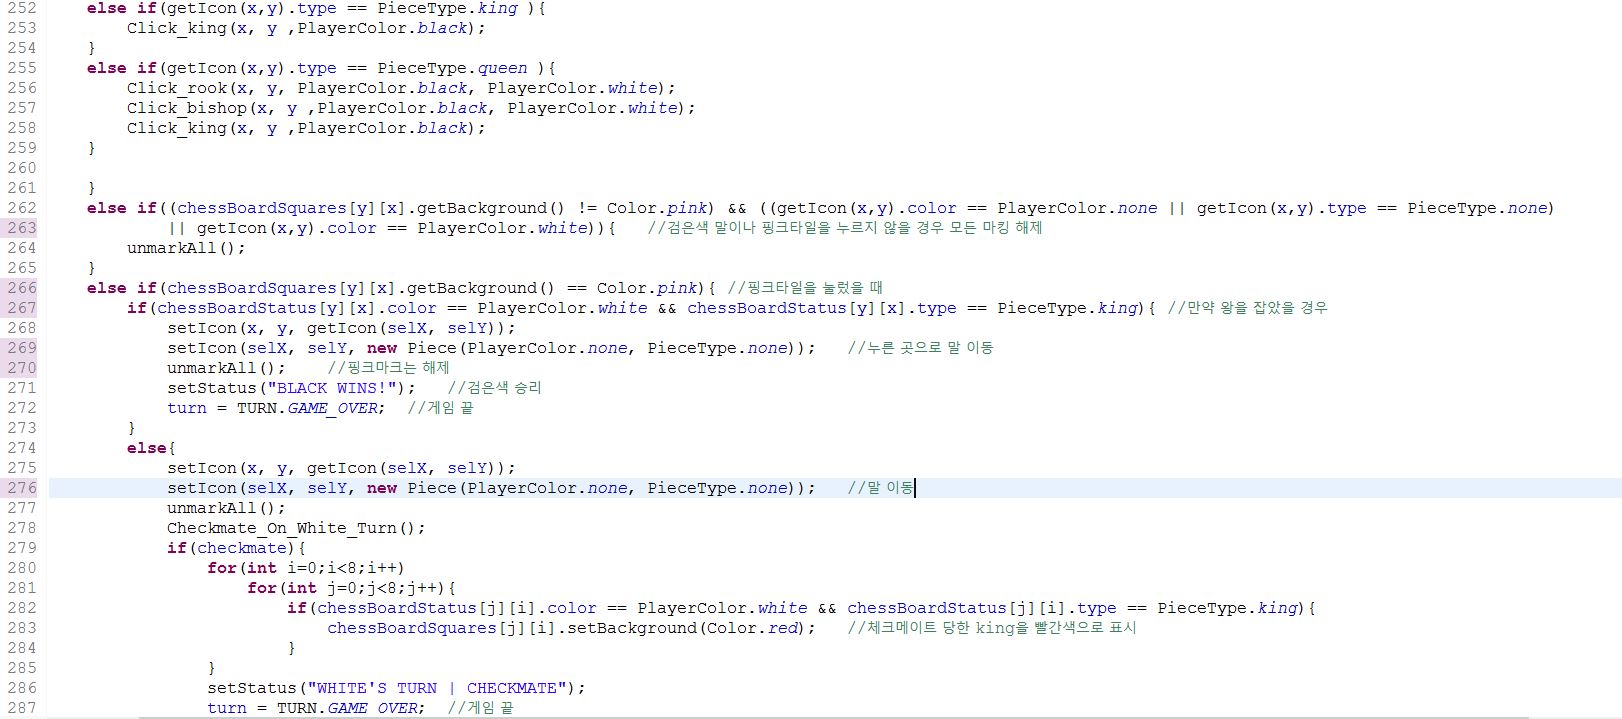 252 else if(getIcon(x,y).type == PieceType.king ){
253 Click_king(x, y ,PlayerColor.black);
254 }
255 else if(getIcon(x,y).type == PieceType.queen ){
256 Click_rook(x, y, PlayerColor.black, PlayerColor.white);
257 Click_bishop(x, y ,PlayerColor.black, PlayerColor.white);
258 Click_king(x, y ,PlayerColor.black);
259 }
260
261 }
262 else if((chessBoardSquares[y][x].getBackground() != Color.pink) && ((getIcon(x,y).color == PlayerColor.none || getIcon(x,y).type == PieceType.none)
263 || getIcon(x,y).color == PlayerColor.white)){ //검은색 말이나 핑크타일을 누르지 않을 경우 모든 마킹 해제
264 unmarkAll();
265 }
266 else if(chessBoardSquares[y][x].getBackground() == Color.pink){ //핑크타일을 눌렀을 때
267 if(chessBoardStatus[y][x].color == PlayerColor.white && chessBoardStatus[y][x].type == PieceType.king){ //만약 왕을 잡았을 경우
268 setIcon(x, y, getIcon(selX, selY));
269 setIcon(selX, selY, new Piece(PlayerColor.none, PieceType.none)); //누른 곳으로 말 이동
270 unmarkAll(); //핑크마크는 해제
271 setStatus("BLACK WINS!"); //검은색 승리
272 turn = TURN.GAME_OVER; //게임 끝
273 }
274 else{
275 setIcon(x, y, getIcon(selX, selY));
276 setIcon(selX, selY, new Piece(PlayerColor.none, PieceType.none)); //말 이동
277 unmarkAll();
278 Checkmate_On_White_Turn();
279 if(checkmate){
280 for(int i=0;i<8;i++)
281 for(int j=0;j<8;j++){
282 if(chessBoardStatus[j][i].color == PlayerColor.white && chessBoardStatus[j][i].type == PieceType.king){
283 chessBoardSquares[j][i].setBackground(Color.red); //체크메이트 당한 king을 빨간색으로 표시
284 }
285 }
286 setStatus("WHITE'S TURN | CHECKMATE");
287 turn = TURN.GAME_OVER; //게임 끝